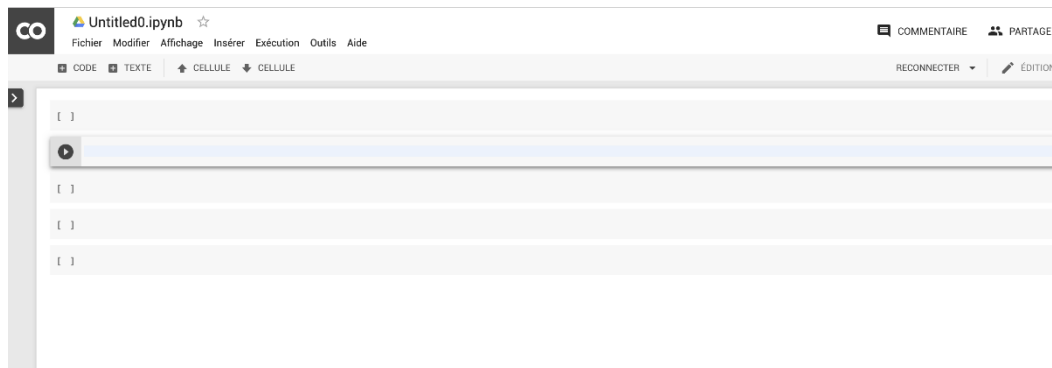 CO Untitled0.ipynb
Fichier Modifier Affichage Insérer Exécution Outils Aide
COMMENTAIRE PARTAGE
CODE TEXTE CELLULE CELLULE
RECONNECTER ÉDITION
[ ]
[ ]
[ ]
[ ]